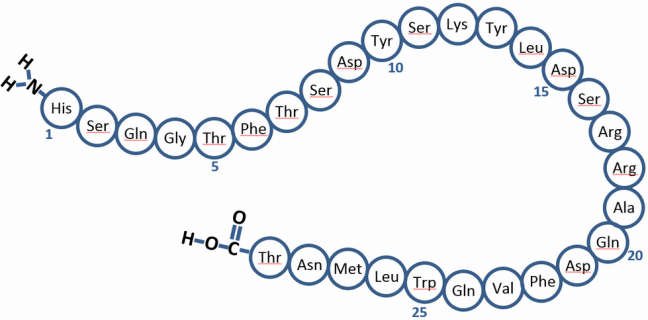 H
H
N
His
Ser
Gln
Gly
Thr
Phe
Thr
Ser
Asp
Tyr
Ser
Lys
Tyr
Leu
Asp
Ser
Arg
Arg
Ala
Gln
Asp
Phe
Val
Gln
Trp
Leu
Met
Asn
Thr
1
5
10
15
20
25
O
H-O-C